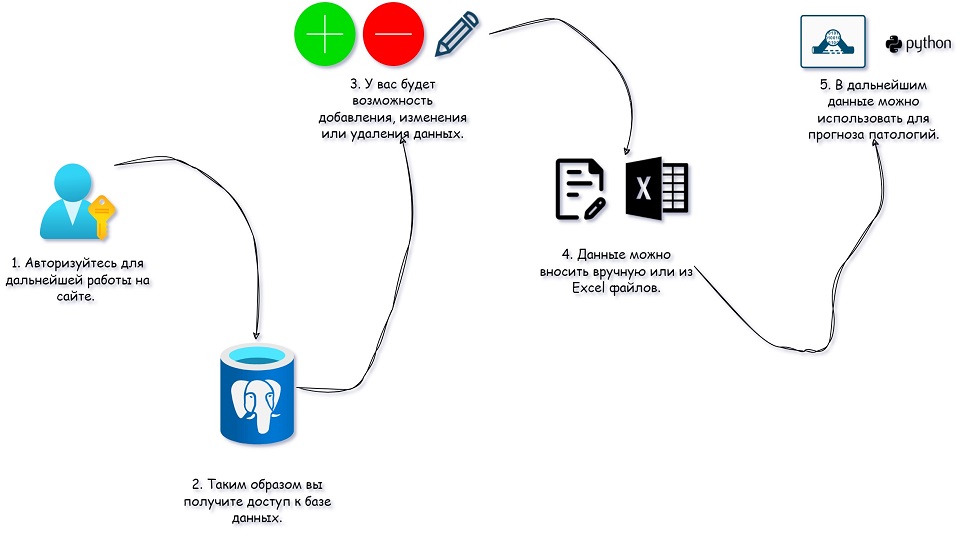 1. Авторизуйтесь для
дальнейшей работы на
сайте.
2. Таким образом вы
получите доступ к базе
данных.
3. У вас будет
возможность
добавления, изменения
или удаления данных.
4. Данные можно
вносить вручную или из
Excel файлов.
X
python
5. В дальнейшим
данные можно
использовать для
прогноза патологий.